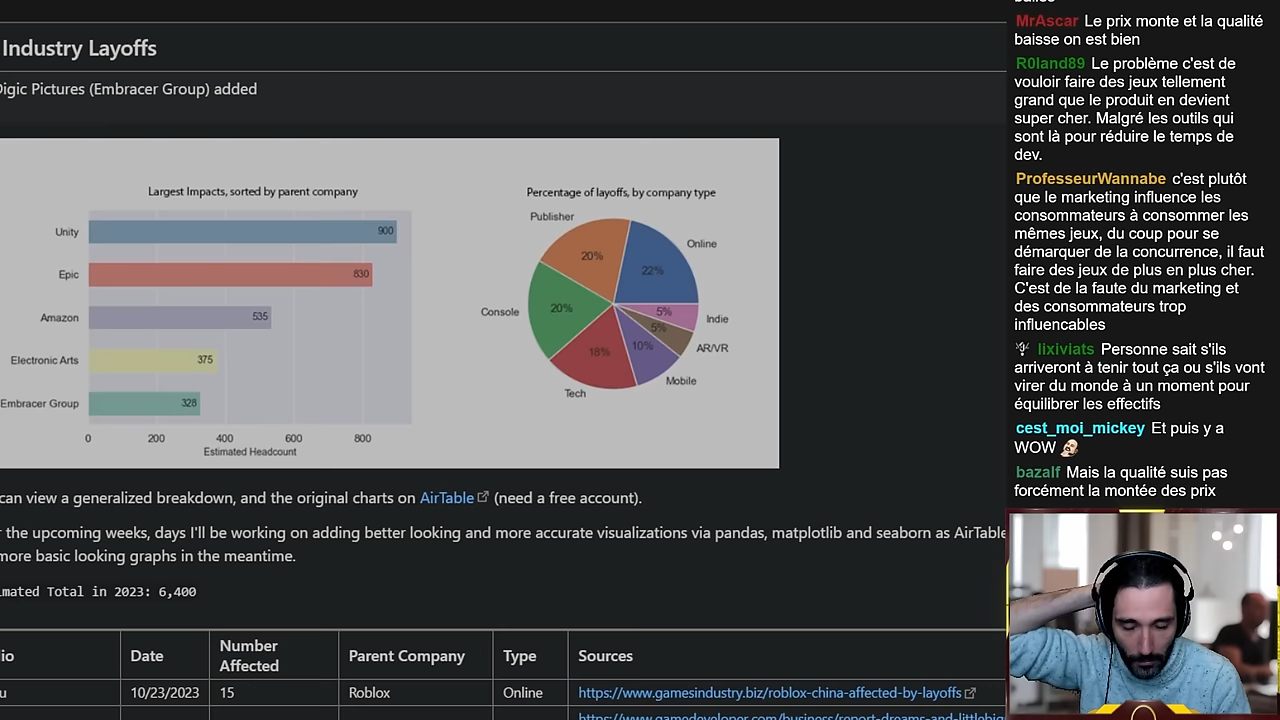 Industry Layoffs
Digic Pictures (Embracer Group) added
Largest Impacts, sorted by parent company
Unity
900
Epic
830
Amazon
535
Electronic Arts
375
Embracer Group
328
0 200 400 600 800
Estimated Headcount
Percentage of layoffs, by company type
Publisher
20%
Online
22%
Console
20%
5%
Indie
5%
AR/VR
18%
10%
Mobile
Tech
can view a generalized breakdown, and the original charts on AirTable (need a free account).
r the upcoming weeks, days I'll be working on adding better looking and more accurate visualizations via pandas, matplotlib and seaborn as AirTable
more basic looking graphs in the meantime.
mated Total in 2023: 6,400
io
Date
Number
Affected
Parent Company
Type
Sources
u
10/23/2023
15
Roblox
Online
https://www.gamesindustry.biz/roblox-china-affected-by-layoffs
https://www.gamedeveloper.com/business/report-dreams-and-littlebig
MrAscar Le prix monte et la qualité
baisse on est bien
R0land89 Le problème c'est de
vouloir faire des jeux tellement
grand que le produit en devient
super cher. Malgré les outils qui
sont là pour réduire le temps de
dev.
ProfesseurWannabe c'est plutôt
que le marketing influence les
consommateurs à consommer les
mêmes jeux, du coup pour se
démarquer de la concurrence, il faut
faire des jeux de plus en plus cher.
C'est de la faute du marketing et
des consommateurs trop
influencables
lixiviats Personne sait s'ils
arriveront à tenir tout ça ou s'ils vont
virer du monde à un moment pour
équilibrer les effectifs
cest_moi_mickey Et puis y a
WOW
bazalf Mais la qualité suis pas
forcément la montée des prix